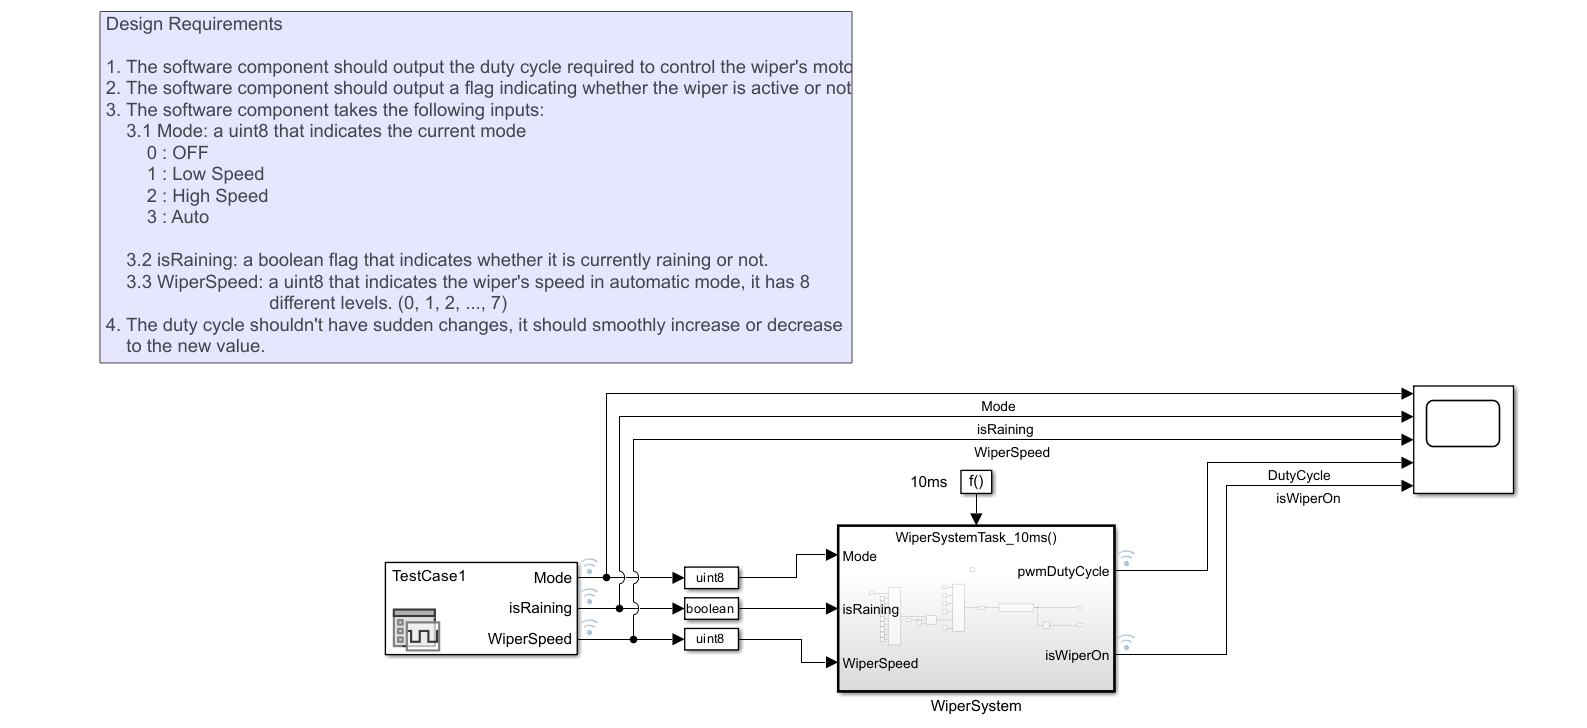 Design Requirements
1. The software component should output the duty cycle required to control the wiper's moto
2. The software component should output a flag indicating whether the wiper is active or not
3. The software component takes the following inputs:
3.1 Mode: a uint8 that indicates the current mode
0 : OFF
1 : Low Speed
2 : High Speed
3 : Auto
3.2 isRaining: a boolean flag that indicates whether it is currently raining or not.
3.3 WiperSpeed: a uint8 that indicates the wiper's speed in automatic mode, it has 8
different levels. (0, 1, 2, ..., 7)
4. The duty cycle shouldn't have sudden changes, it should smoothly increase or decrease
to the new value.
Mode
isRaining
WiperSpeed
DutyCycle
isWiperOn
10ms
f()
TestCase1
Mode
isRaining
WiperSpeed
uint8
boolean
uint8
WiperSystemTask_10ms()
Mode
isRaining
WiperSpeed
pwmDutyCycle
isWiperOn
WiperSystem